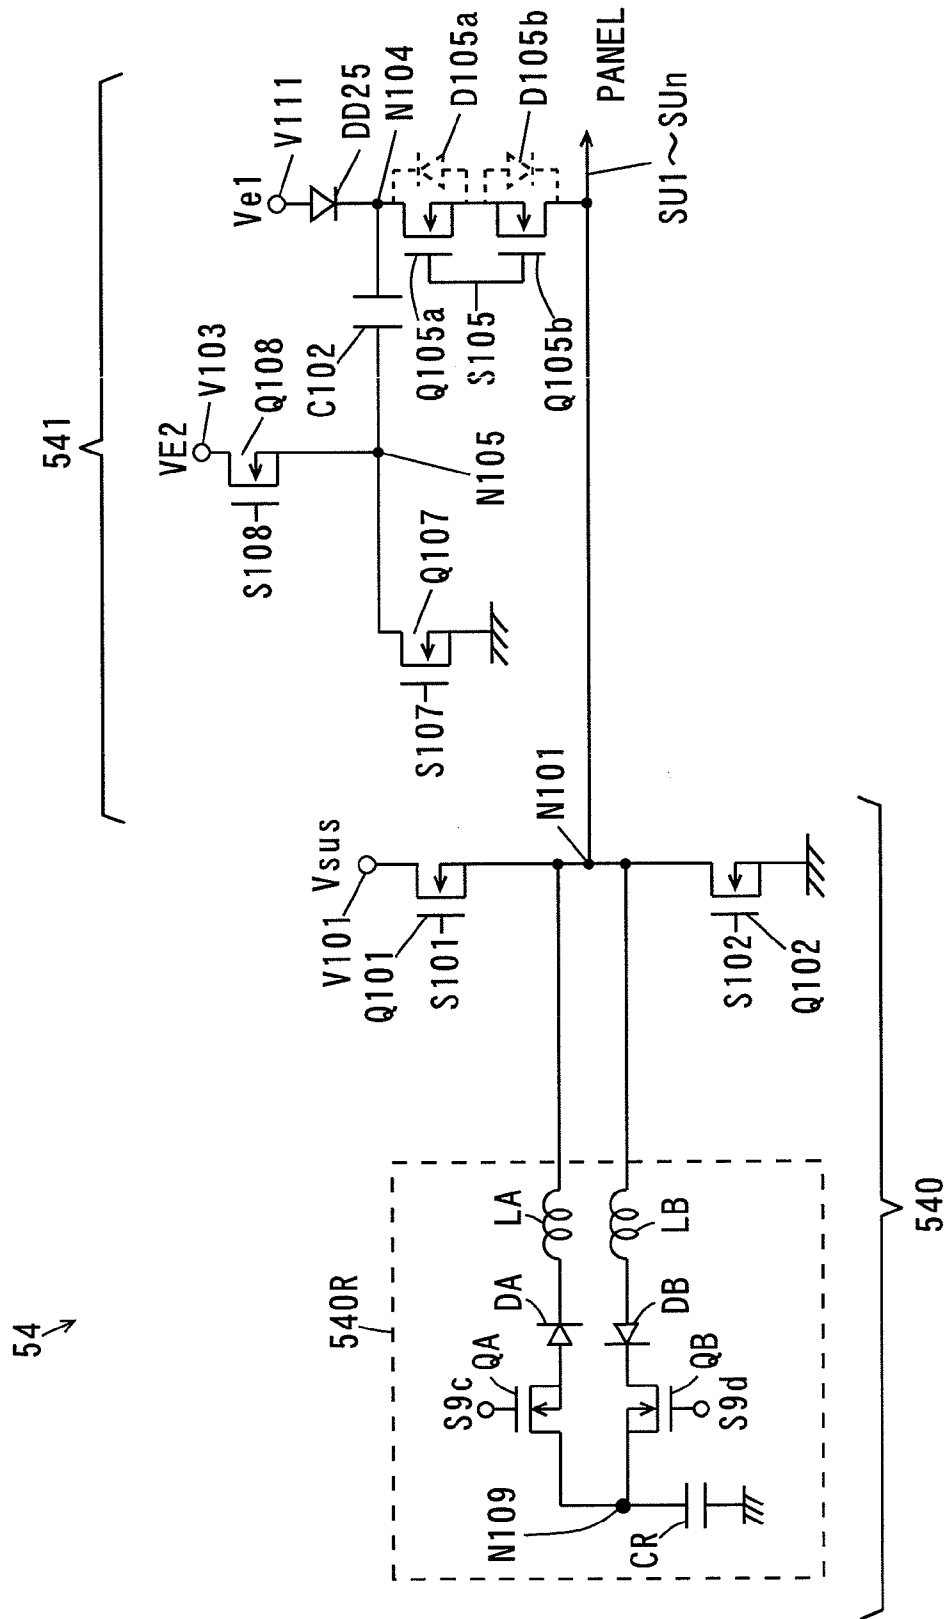 54
541
VE2
V103
Q108
S108
C102
N105
Q107
S107
Ve1
V111
DD25
N104
D105a
D105b
Q105a
S105
Q105b
PANEL
SU1~SUn
N101
Vsus
V101
Q101
S101
S102
Q102
540R
S9c
QA
DA
LA
LB
DB
QB
S9d
N109
CR
540